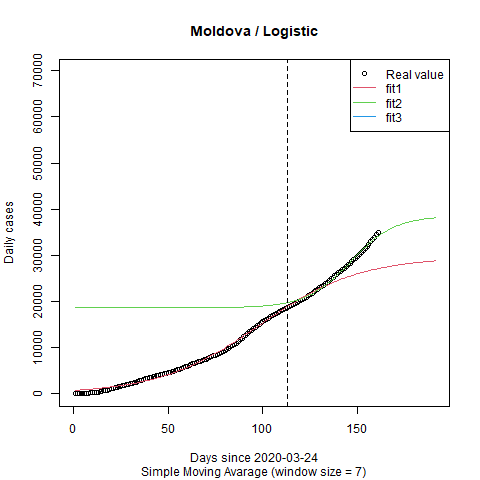 Moldova / Logistic
Real value
fit1
fit2
fit3
Daily cases
70000
60000
50000
40000
30000
20000
10000
0
0 50 100 150
Days since 2020-03-24
Simple Moving Avarage (window size = 7)